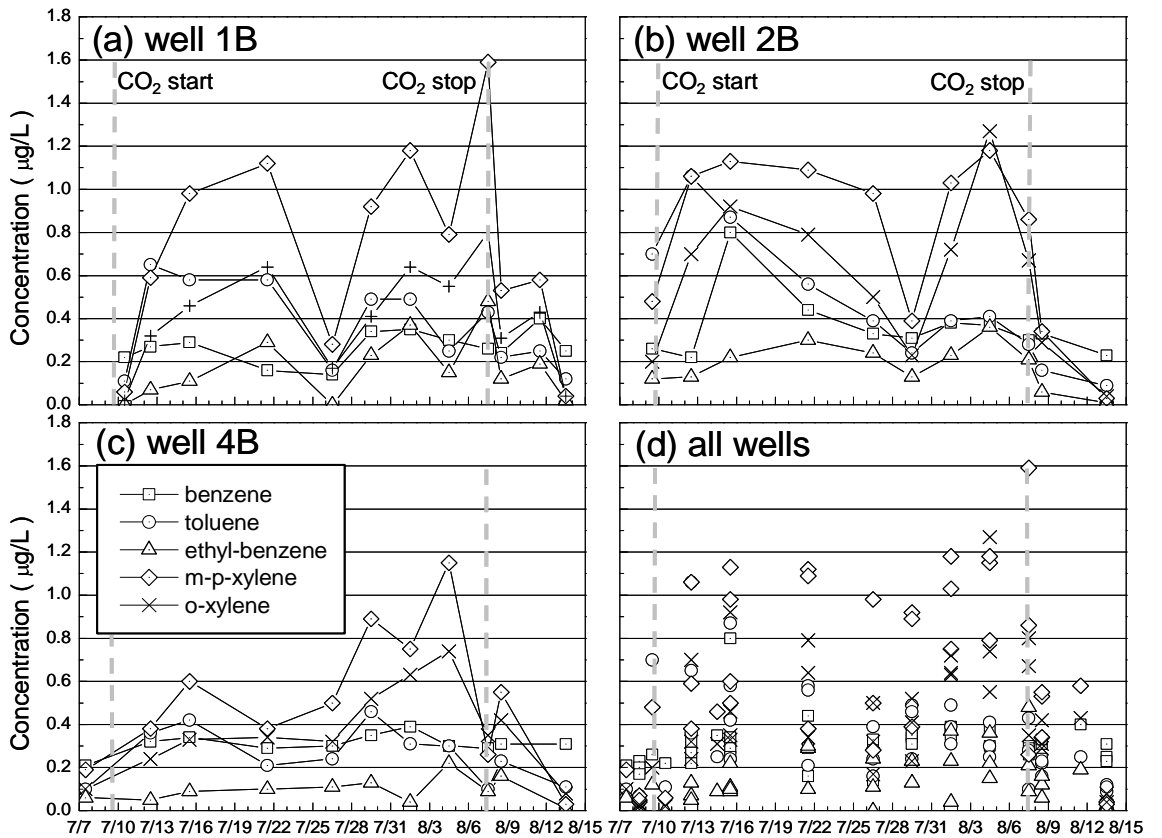 (a) well 1B
CO2 start
CO2 stop
1.8
1.6
1.4
1.2
1.0
0.8
0.6
0.4
0.2
0.0
Concentration ( μg/L )
(b) well 2B
CO2 start
CO2 stop
(c) well 4B
benzene
toluene
ethyl-benzene
m-p-xylene
o-xylene
1.8
1.6
1.4
1.2
1.0
0.8
0.6
0.4
0.2
0.0
Concentration ( μg/L )
7/7 7/10 7/13 7/16 7/19 7/22 7/25 7/28 7/31 8/3 8/6 8/9 8/12 8/15
(d) all wells
7/7 7/10 7/13 7/16 7/19 7/22 7/25 7/28 7/31 8/3 8/6 8/9 8/12 8/15